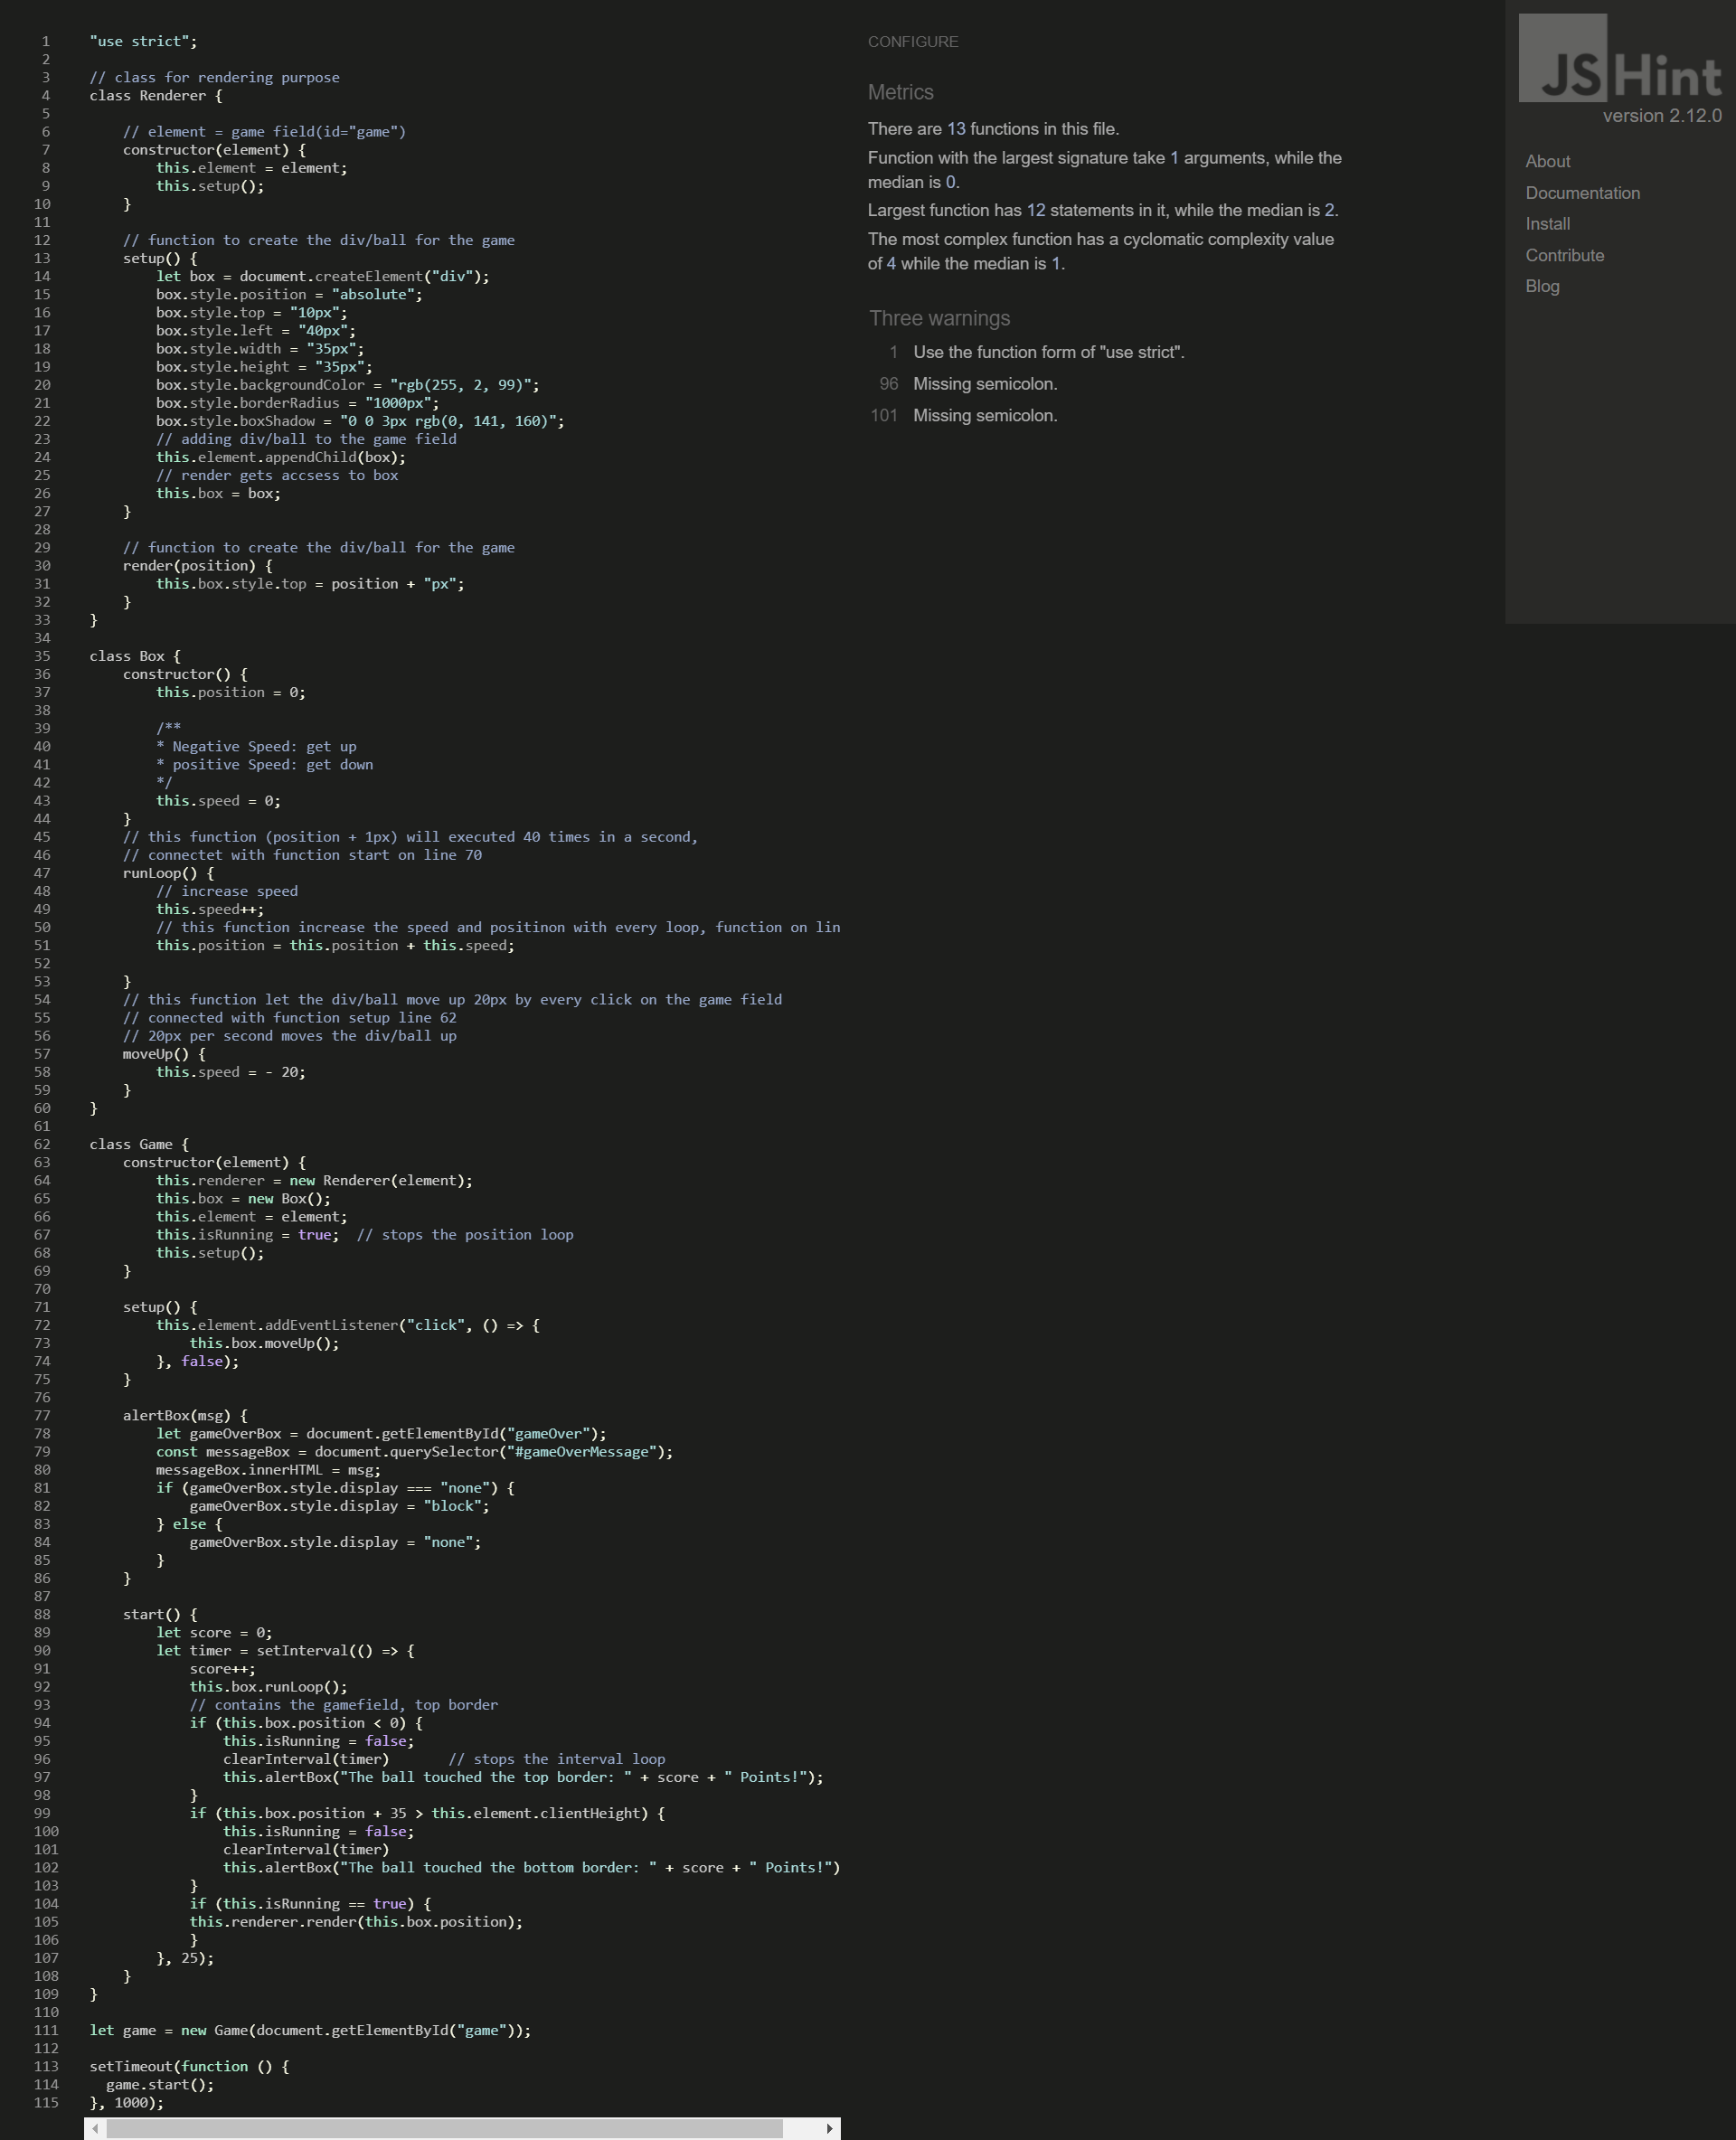 1 "use strict";
2
3 // class for rendering purpose
4 class Renderer {
5
6 // element = game field(id="game")
7 constructor(element) {
8 this.element = element;
9 this.setup();
10 }
11
12 // function to create the div/ball for the game
13 setup() {
14 let box = document.createElement("div");
15 box.style.position = "absolute";
16 box.style.top = "10px";
17 box.style.left = "40px";
18 box.style.width = "35px";
19 box.style.height = "35px";
20 box.style.backgroundColor = "rgb(255, 2, 99)";
21 box.style.borderRadius = "1000px";
22 box.style.boxShadow = "0 0 3px rgb(0, 141, 160)";
23 // adding div/ball to the game field
24 this.element.appendChild(box);
25 // render gets accsess to box
26 this.box = box;
27 }
28
29 // function to create the div/ball for the game
30 render(position) {
31 this.box.style.top = position + "px";
32 }
33 }
34
35 class Box {
36 constructor() {
37 this.position = 0;
38
39 /**
40 * Negative Speed: get up
41 * positive Speed: get down
42 */
43 this.speed = 0;
44 }
45 // this function (position + 1px) will executed 40 times in a second,
46 // connectet with function start on line 70
47 runLoop() {
48 // increase speed
49 this.speed++;
50 // this function increase the speed and positinon with every loop, function on lin
51 this.position = this.position + this.speed;
52
53 }
54 // this function let the div/ball move up 20px by every click on the game field
55 // connected with function setup line 62
56 // 20px per second moves the div/ball up
57 moveUp() {
58 this.speed = - 20;
59 }
60 }
61
62 class Game {
63 constructor(element) {
64 this.renderer = new Renderer(element);
65 this.box = new Box();
66 this.element = element;
67 this.isRunning = true; // stops the position loop
68 this.setup();
69 }
70
71 setup() {
72 this.element.addEventListener("click", () => {
73 this.box.moveUp();
74 }, false);
75 }
76
77 alertBox(msg) {
78 let gameOverBox = document.getElementById("gameOver");
79 const messageBox = document.querySelector("#gameOverMessage");
80 messageBox.innerHTML = msg;
81 if (gameOverBox.style.display === "none") {
82 gameOverBox.style.display = "block";
83 } else {
84 gameOverBox.style.display = "none";
85 }
86 }
87
88 start() {
89 let score = 0;
90 let timer = setInterval(() => {
91 score++;
92 this.box.runLoop();
93 // contains the gamefield, top border
94 if (this.box.position < 0) {
95 this.isRunning = false;
96 clearInterval(timer) // stops the interval loop
97 this.alertBox("The ball touched the top border: " + score + " Points!");
98 }
99 if (this.box.position + 35 > this.element.clientHeight) {
100 this.isRunning = false;
101 clearInterval(timer)
102 this.alertBox("The ball touched the bottom border: " + score + " Points!")
103 }
104 if (this.isRunning == true) {
105 this.renderer.render(this.box.position);
106 }
107 }, 25);
108 }
109 }
110
111 let game = new Game(document.getElementById("game"));
112
113 setTimeout(function () {
114 game.start();
115 }, 1000);
CONFIGURE
Metrics
There are 13 functions in this file.
Function with the largest signature take 1 arguments, while the
median is 0.
Largest function has 12 statements in it, while the median is 2.
The most complex function has a cyclomatic complexity value
of 4 while the median is 1.
Three warnings
1 Use the function form of "use strict".
96 Missing semicolon.
101 Missing semicolon.
JSHint
version 2.12.0
About
Documentation
Install
Contribute
Blog